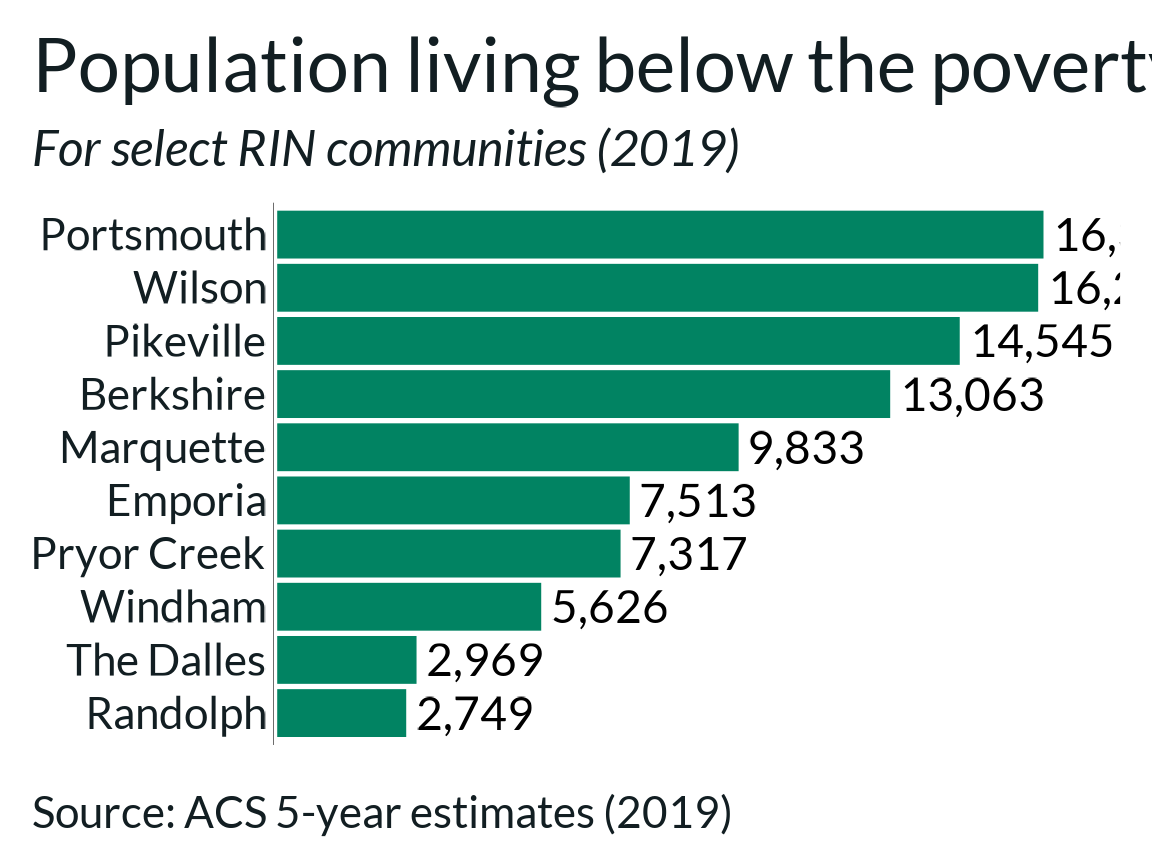 Population living below the
For select RIN communities (2019)
Portsmouth
Wilson
Pikeville 14,545
Berkshire 13,063
Marquette 9,833
Emporia 7,513
Pryor Creek 7,317
Windham 5,626
The Dalles 2,969
Randolph 2,749
Source: ACS 5-year estimates (2019)